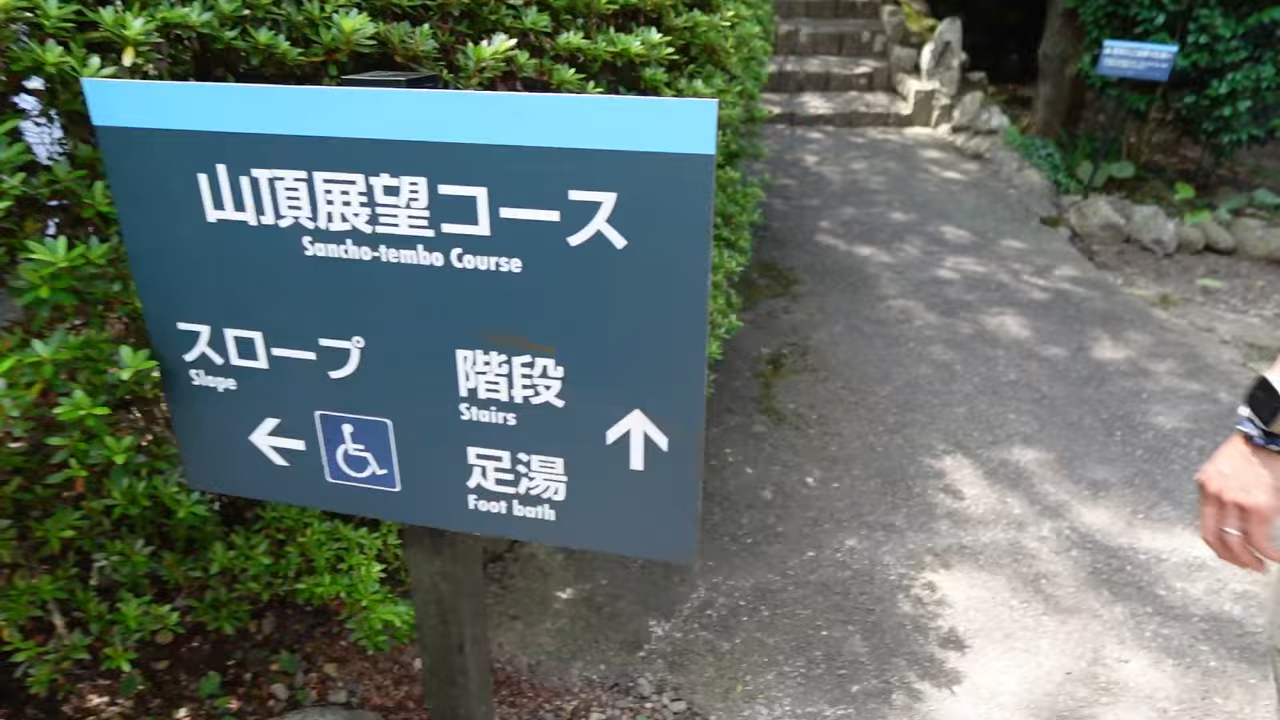 山頂展望コース
Sancho-tembo Course
スロープ
Slope
階段
Stairs
足湯
Foot bath